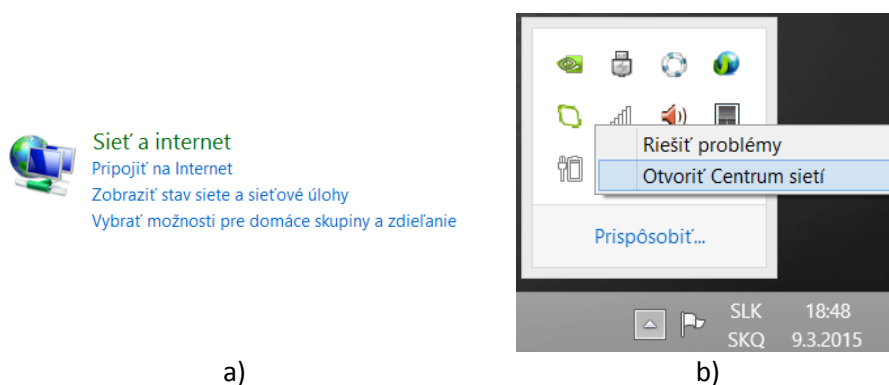 Sieť a internet
Pripojiť na Internet
Zobraziť stav siete a sieťové úlohy
Vybrať možnosti pre domáce skupiny a zdieľanie
a)
Riešiť problémy
Otvoriť Centrum sietí
Prispôsobiť...
SLK 18:48
SKQ 9.3.2015
b)